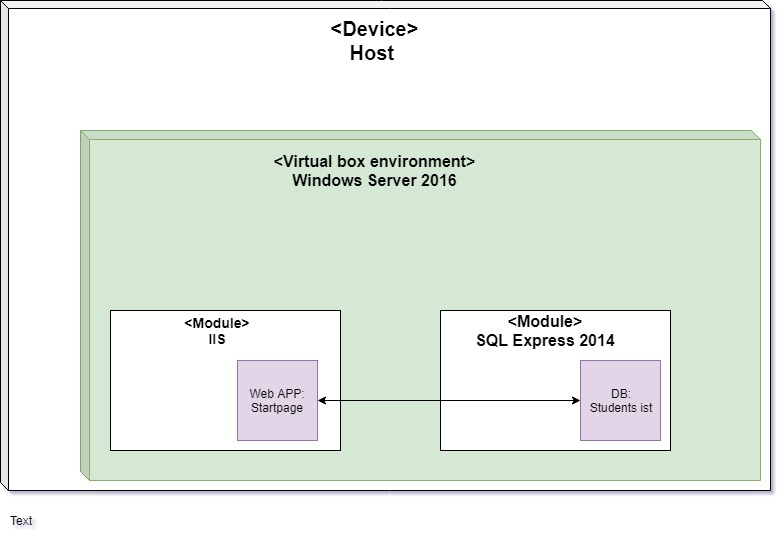 <Device>
Host
<Virtual box environment>
Windows Server 2016
<Module>
IIS
Web APP:
Startpage
<Module>
SQL Express 2014
DB:
Students ist
Text